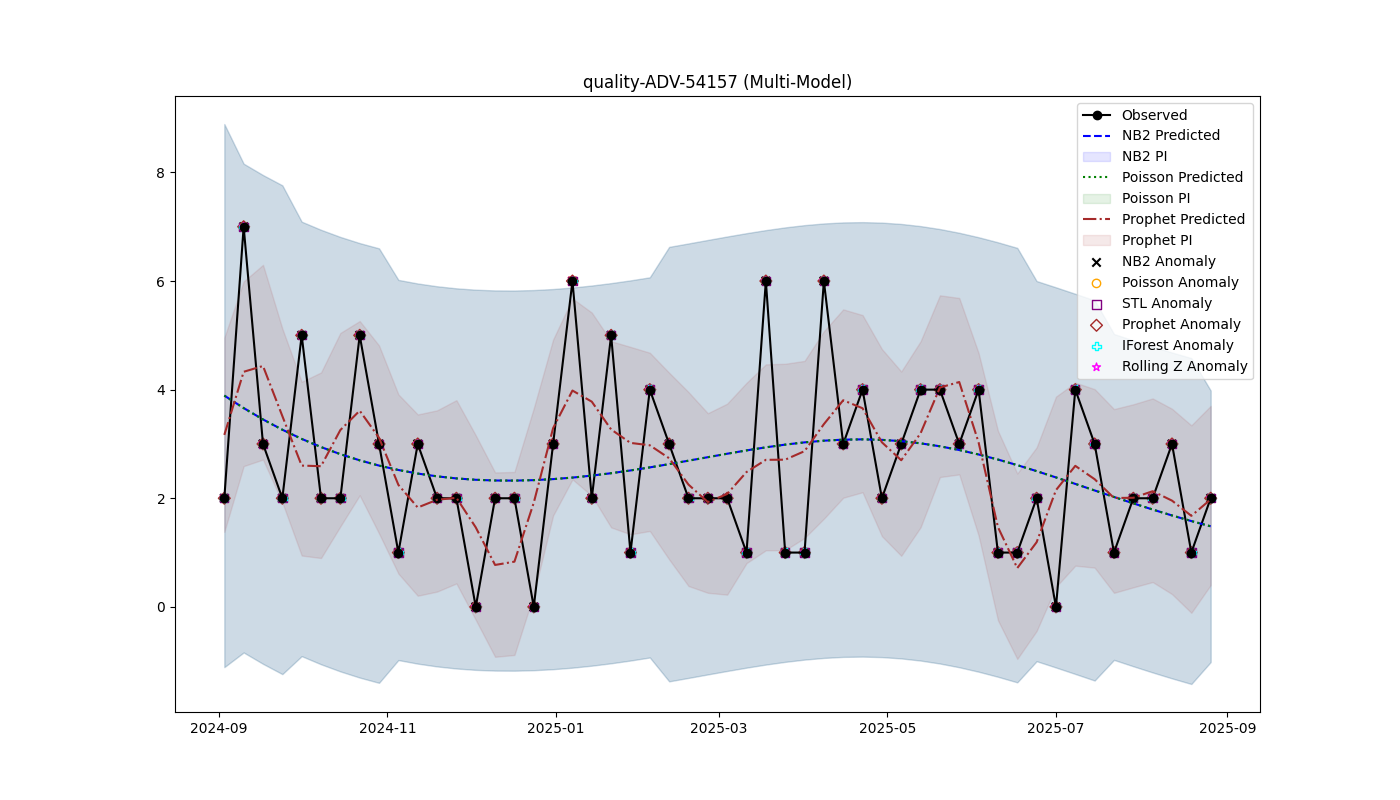 quality-ADV-54157 (Multi-Model)
Observed
NB2 Predicted
NB2 PI
Poisson Predicted
Poisson PI
Prophet Predicted
Prophet PI
NB2 Anomaly
Poisson Anomaly
STL Anomaly
Prophet Anomaly
IForest Anomaly
Rolling Z Anomaly
8
6
4
2
0
2024-09 2024-11 2025-01 2025-03 2025-05 2025-07 2025-09